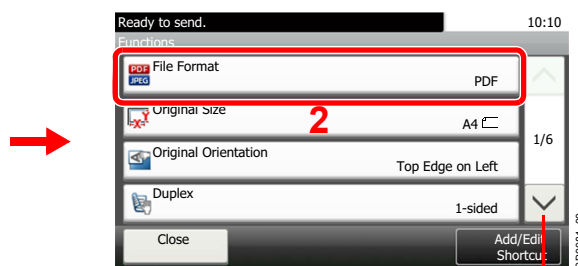 Ready to send.
10:10
Functions
PDF
JPEG
File Format
PDF
Original Size
A4
2
1/6
Original Orientation
Top Edge on Left
Duplex
1-sided
Close
Add/Edit
Shortcut